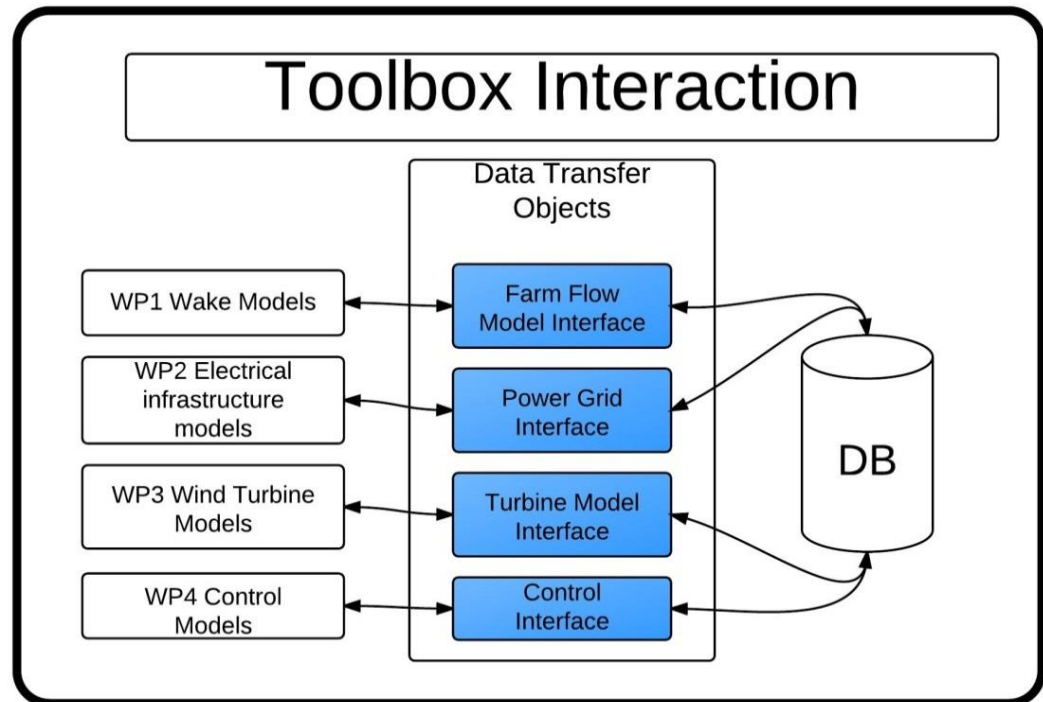 Toolbox Interaction
Data Transfer
Objects
WP1 Wake Models
Farm Flow
Model Interface
WP2 Electrical
infrastructure
models
Power Grid
Interface
WP3 Wind Turbine
Models
Turbine Model
Interface
WP4 Control
Models
Control
Interface
DB